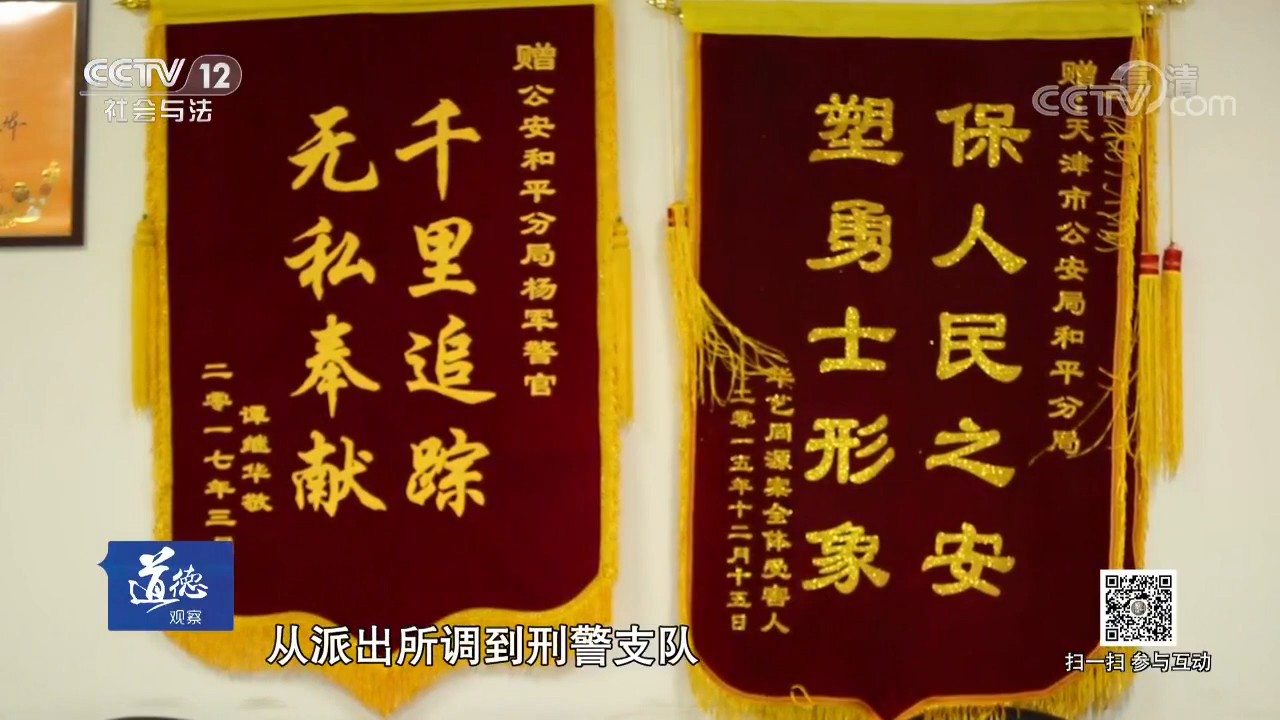 CCTV 12
社会与法
高清
CCTV.com
赠公安和平分局杨军警官
千里追踪
无私奉献
谭继华敬
二零一七年三
赠:天津市公安局和平分局
保人民之安
塑勇士形象
艺同源案全体受害人
二零一五年十二月十五日
道德
观察
从派出所调到刑警支队
扫一扫 参与互动